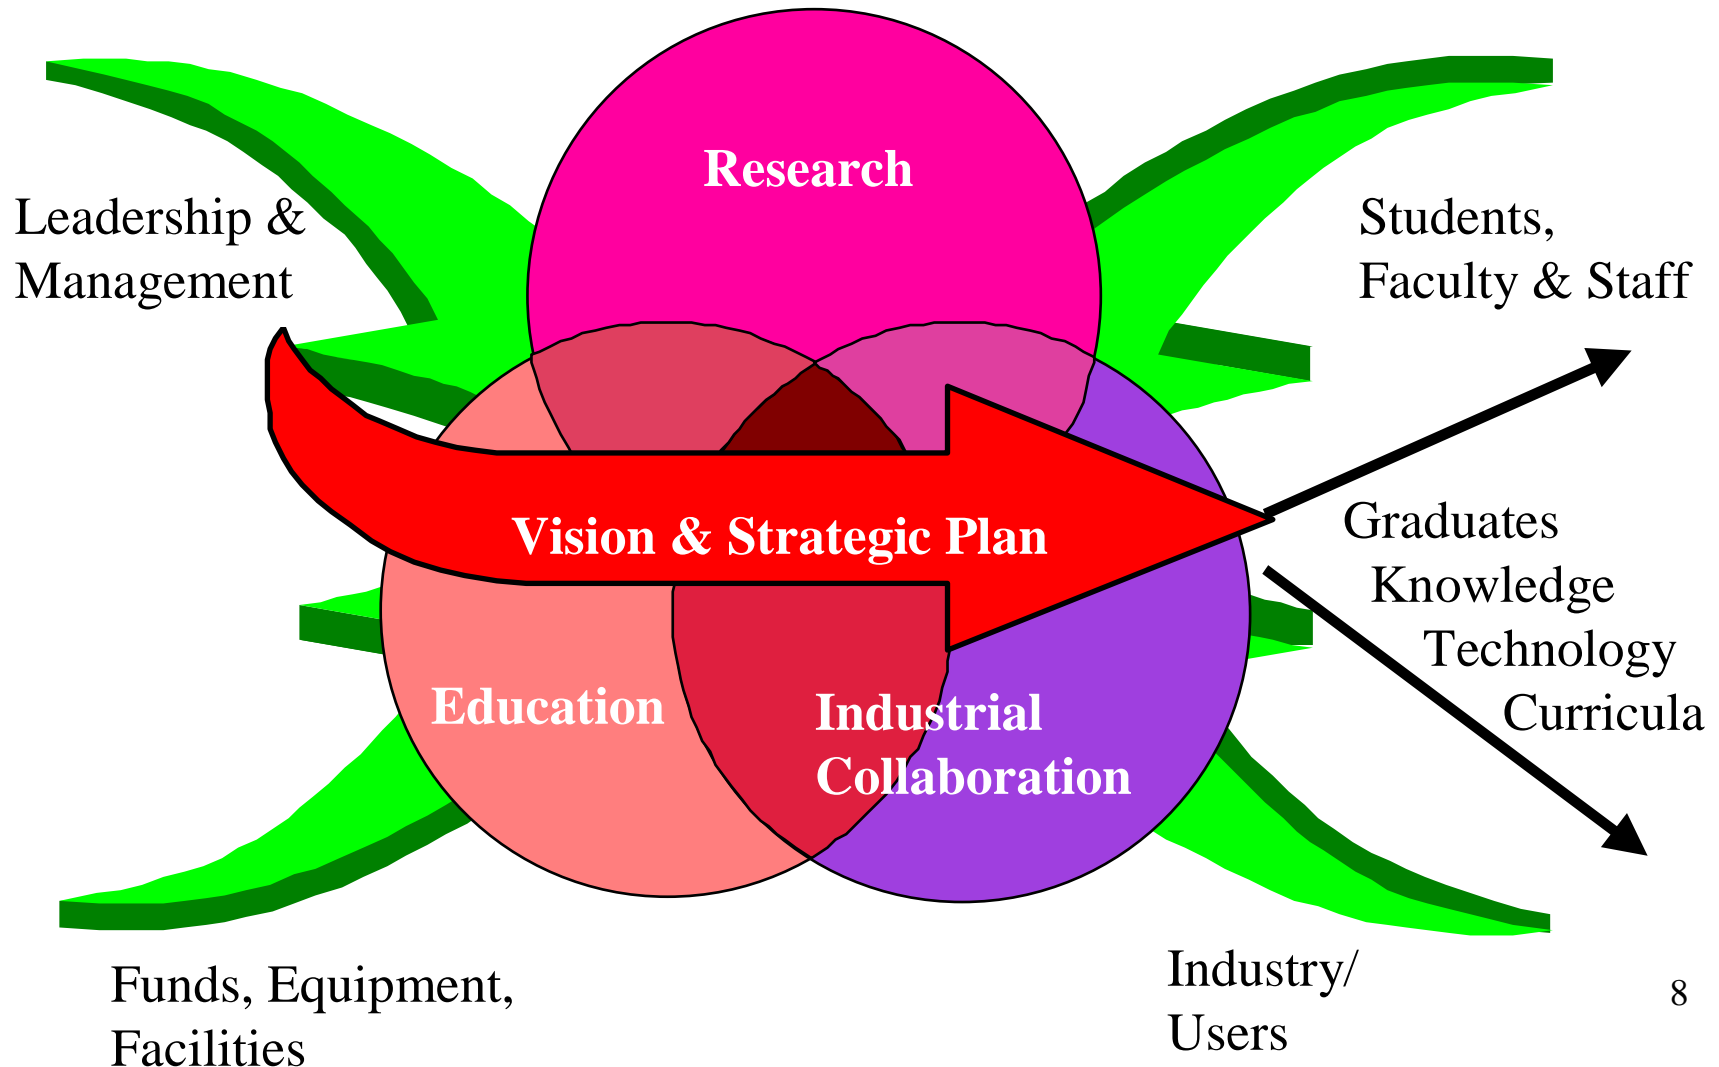 Research
Leadership &
Management
Students,
Faculty & Staff
Vision & Strategic Plan
Graduates
Knowledge
Technology
Curricula
Education
Industrial
Collaboration
Funds, Equipment,
Facilities
Industry/
Users
8